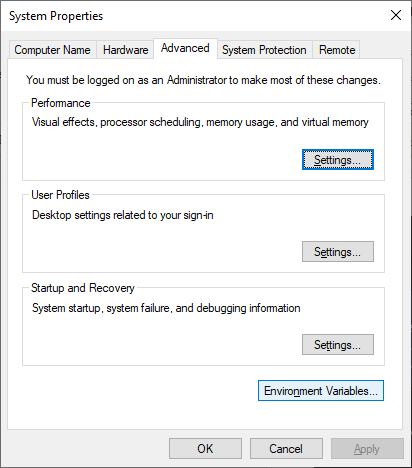 System Properties
Computer Name Hardware Advanced System Protection Remote
You must be logged on as an Administrator to make most of these changes.
Performance
Visual effects, processor scheduling, memory usage, and virtual memory
Settings...
User Profiles
Desktop settings related to your sign-in
Settings...
Startup and Recovery
System startup, system failure, and debugging information
Settings...
Environment Variables...
OK Cancel Apply